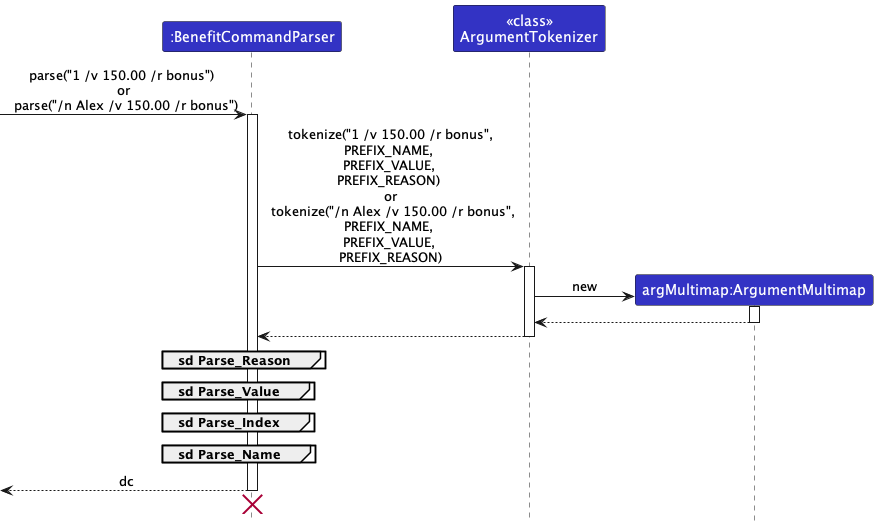 «class»
:BenefitCommandParser
ArgumentTokenizer
parse("1 /v 150.00 /r bonus")
or
parse("/n Alex /v 150.00 /r bonus")
tokenize("1 /v 150.00 /r bonus",
PREFIX_NAME,
PREFIX_VALUE,
PREFIX_REASON)
or
tokenize("/n Alex /v 150.00 /r bonus",
PREFIX_NAME,
PREFIX_VALUE,
PREFIX_REASON)
new
argMultimap:ArgumentMultimap
sd Parse_Reason
sd Parse_Value
sd Parse_Index
sd Parse_Name
dc